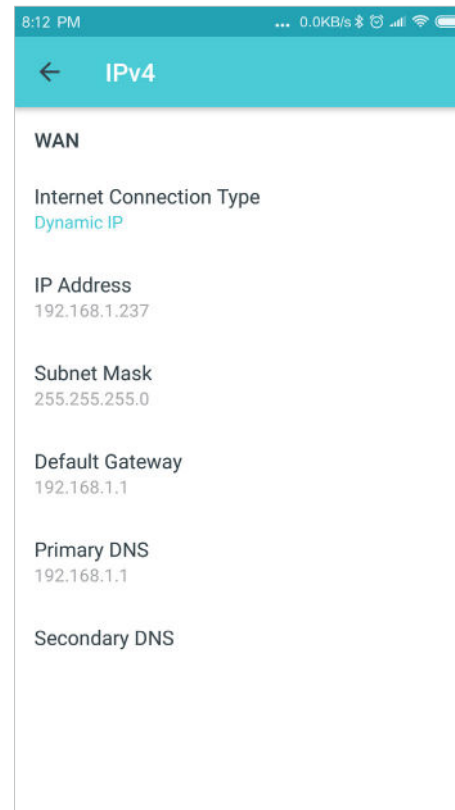 8:12 PM ... 0.0KB/s
IPv4
WAN
Internet Connection Type
Dynamic IP
IP Address
192.168.1.237
Subnet Mask
255.255.255.0
Default Gateway
192.168.1.1
Primary DNS
192.168.1.1
Secondary DNS